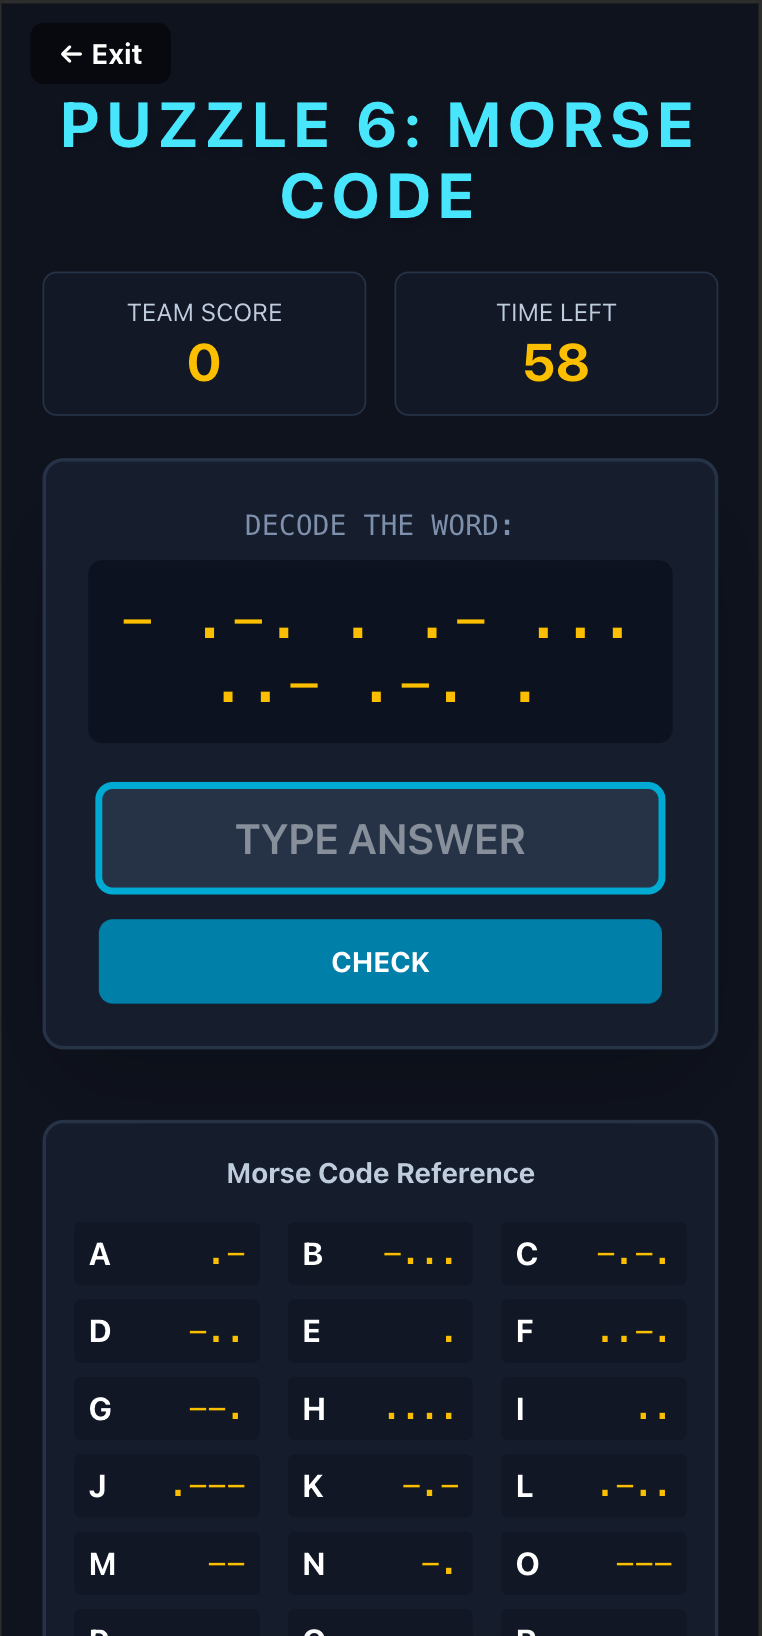 ← Exit
PUZZLE 6: MORSE
CODE
TEAM SCORE
0
TIME LEFT
58
DECODE THE WORD:
− .−. . .− ...
..− .−. .
TYPE ANSWER
CHECK
Morse Code Reference
A .− B −... C −.−.
D −.. E . F ..−.
G −−. H .... I ..
J .−−− K −.− L .−..
M −− N −. O −−−